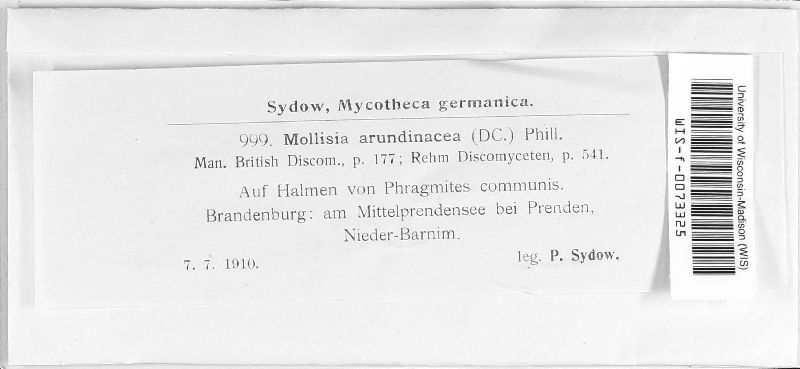 Sydow, Mycotheca germanica.
999. Mollisia arundinacea (DC.) Phill.
Man. British Discom., p. 177; Rehm Discomyceten, p. 541.
Auf Halmen von Phragmites communis.
Brandenburg: am Mittelprendensee bei Prenden,
Nieder-Barnim.
7. 7. 1910.
leg. P. Sydow.
University of Wisconsin-Madison (WIS)
WIS-f-0073325